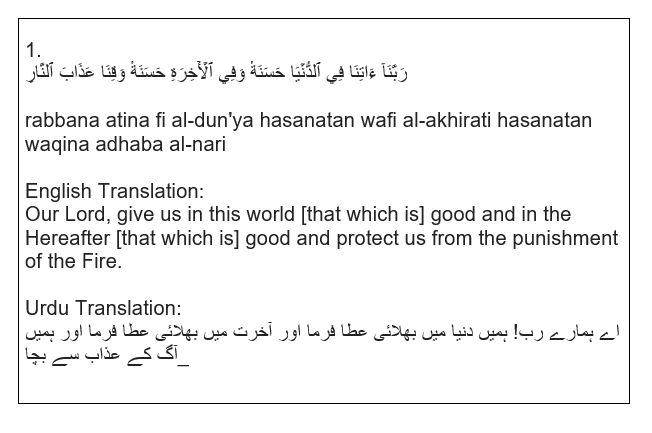 1.
رَبَّنَآ ءَاتِنَا فِي ٱلدُّنۡيَا حَسَنَةٗ وَفِي ٱلۡأٓخِرَةِ حَسَنَةٗ وَقِنَا عَذَابَ ٱلنَّارِ
rabbana atina fi al-dun'ya hasanatan wafi al-akhirati hasanatan
waqina adhaba al-nari
English Translation:
Our Lord, give us in this world [that which is] good and in the
Hereafter [that which is] good and protect us from the punishment
of the Fire.
Urdu Translation:
اے ہمارے رب! ہمیں دنیا میں بھلائی عطا فرما اور آخرت میں بھلائی عطا فرما اور ہمیں
_آگ کے عذاب سے بچا